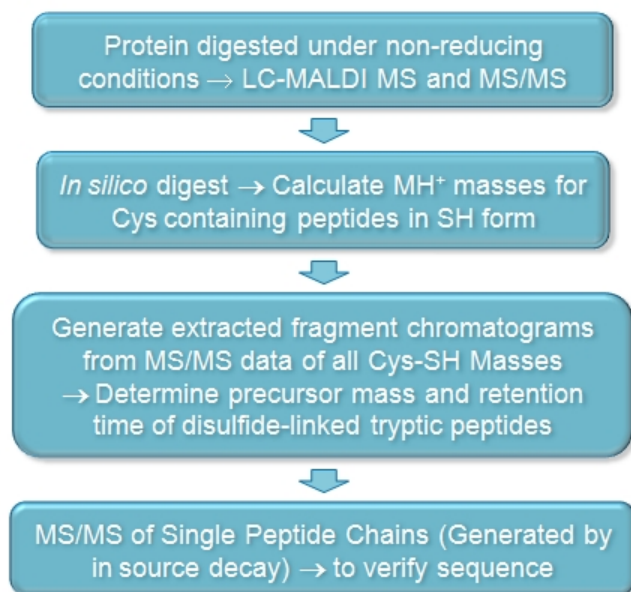 Protein digested under non-reducing
conditions → LC-MALDI MS and MS/MS
In silico digest → Calculate MH⁺ masses for
Cys containing peptides in SH form
Generate extracted fragment chromatograms
from MS/MS data of all Cys-SH Masses
→ Determine precursor mass and retention
time of disulfide-linked tryptic peptides
MS/MS of Single Peptide Chains (Generated by
in source decay) → to verify sequence